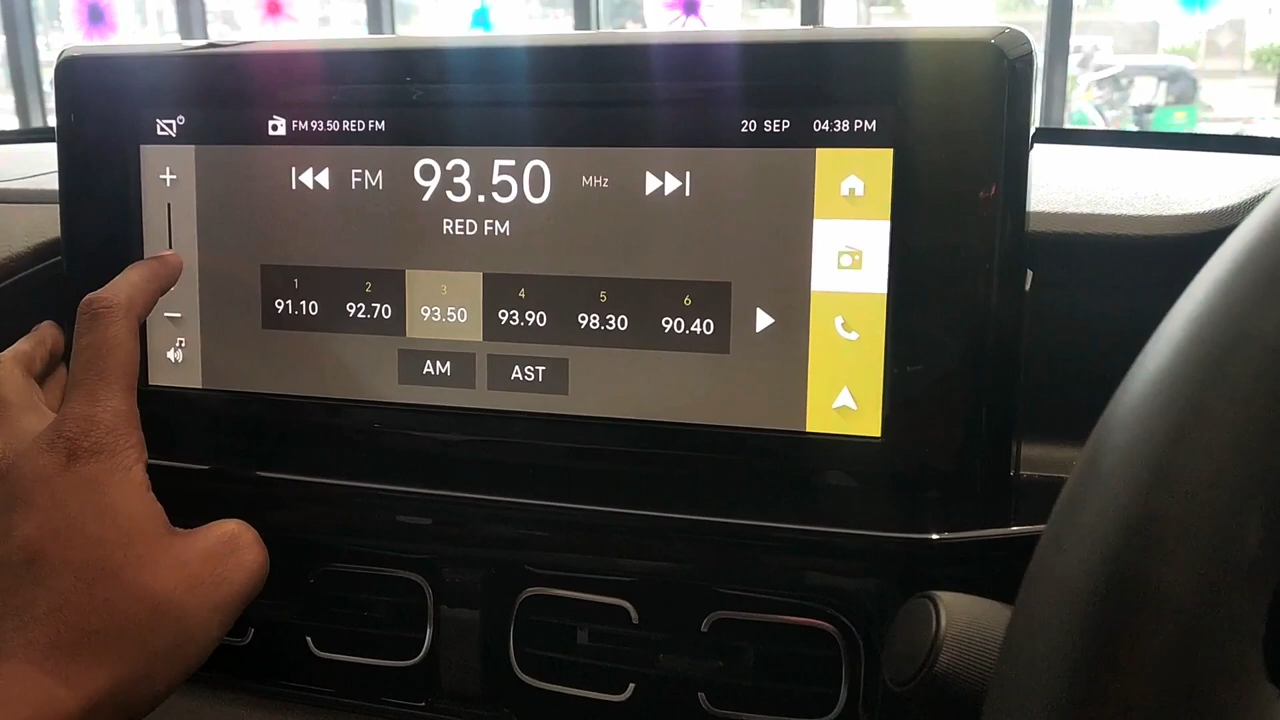 FM 93.50 RED FM
20 SEP 04:38 PM
FM 93.50 MHz
RED FM
1 2 3 4 5 6
91.10 92.70 93.50 93.90 98.30 90.40
AM AST